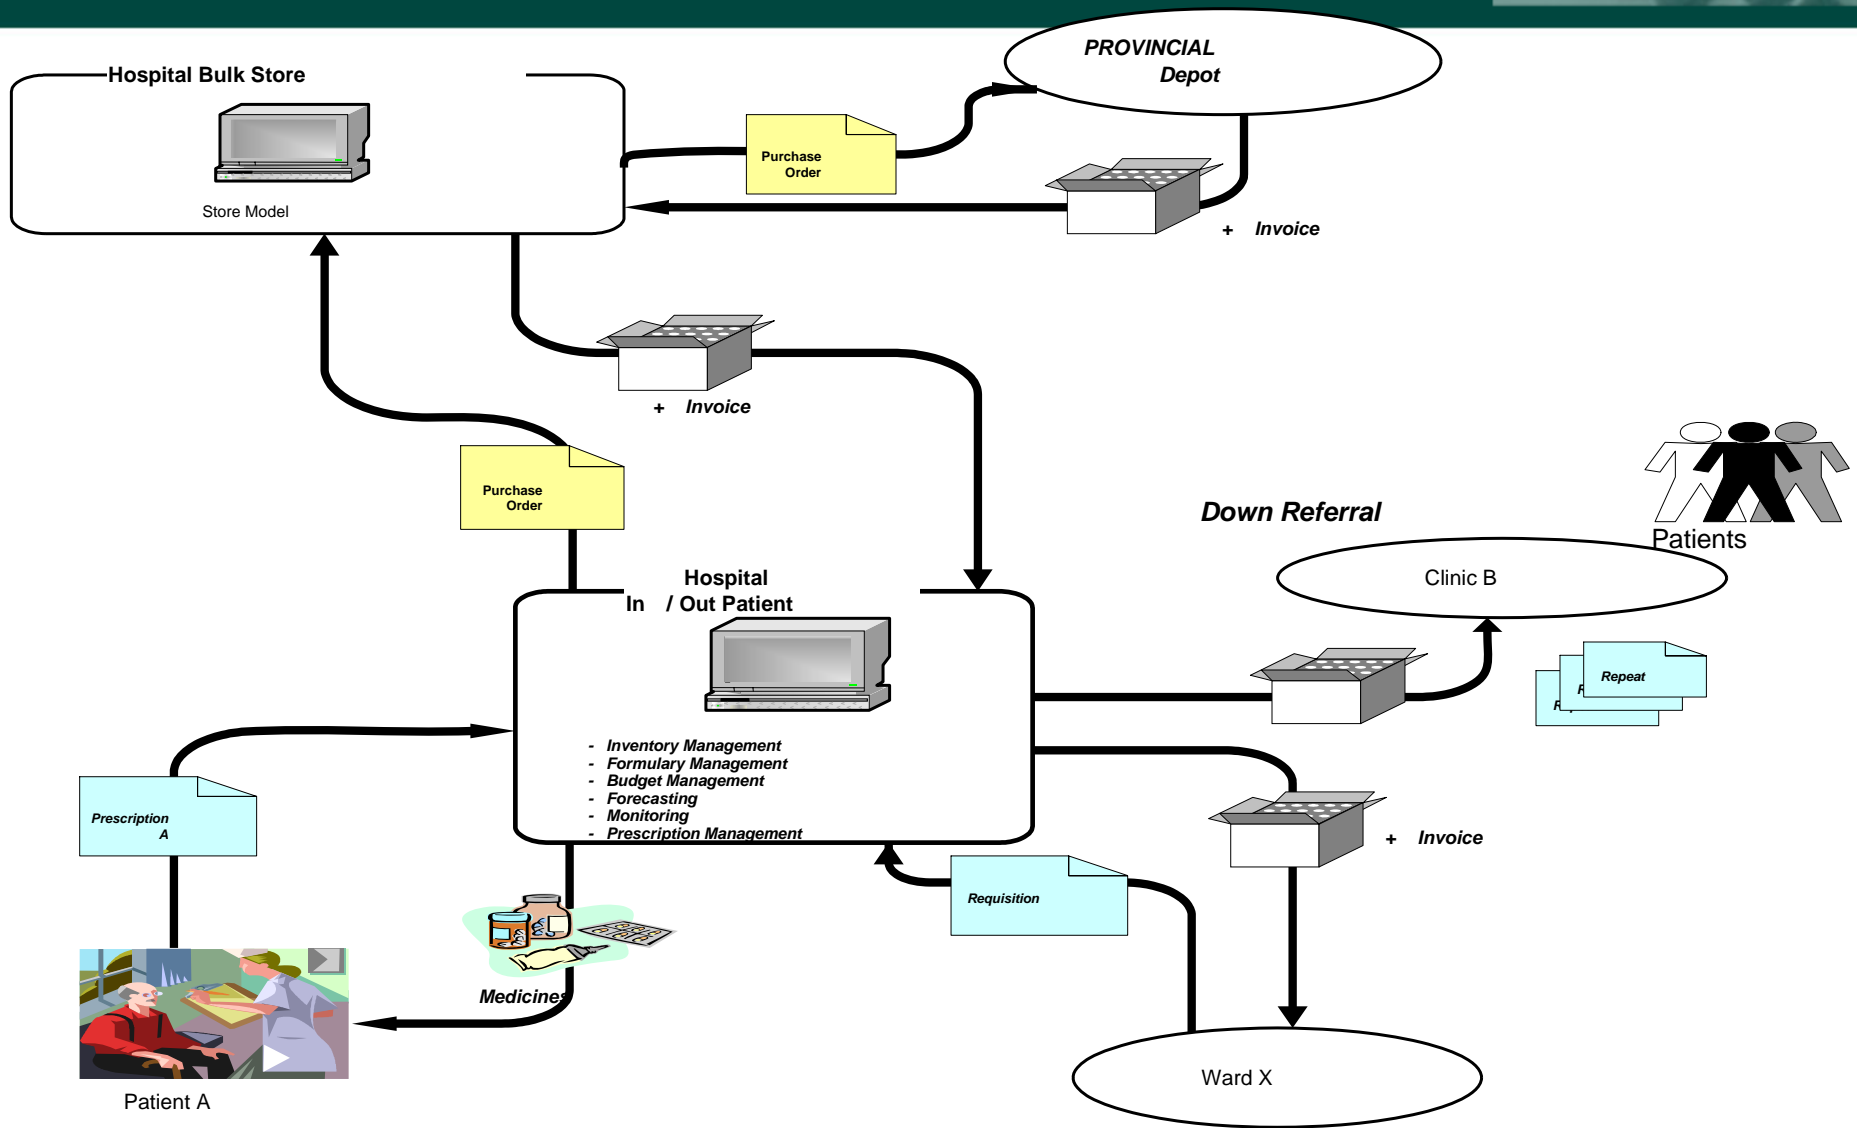 PROVINCIAL
Depot
Hospital Bulk Store
Store Model
Purchase
Order
+ Invoice
+ Invoice
Purchase
Order
Down Referral
Patients
Clinic B
Hospital
In / Out Patient
Repeat
- Inventory Management
- Formulary Management
- Budget Management
- Forecasting
- Monitoring
- Prescription Management
Prescription
A
+ Invoice
Requisition
Medicines
Ward X
Patient A